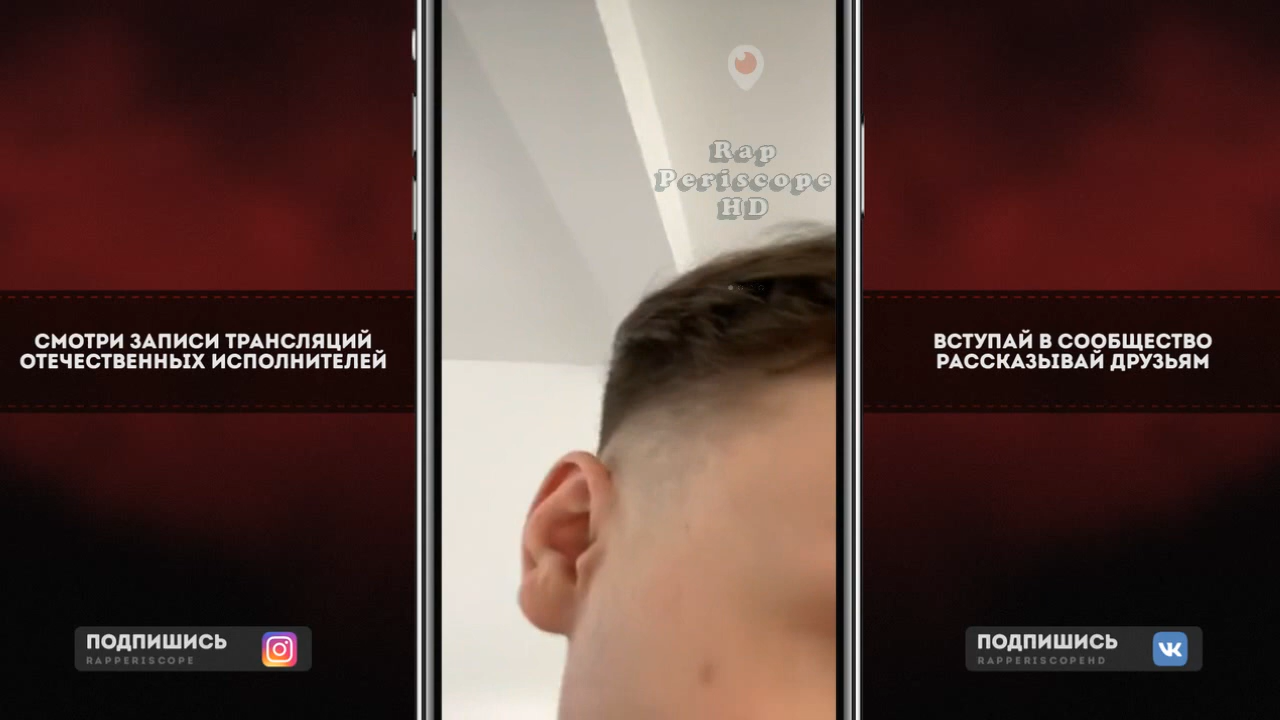 Rap
Periscope
HD
СМОТРИ ЗАПИСИ ТРАНСЛЯЦИЙ
ОТЕЧЕСТВЕННЫХ ИСПОЛНИТЕЛЕЙ
ВСТУПАЙ В СООБЩЕСТВО
РАССКАЗЫВАЙ ДРУЗЬЯМ
ПОДПИШИСЬ
RAPPERISCOPE
ПОДПИШИСЬ
RAPPERISCOPEHD